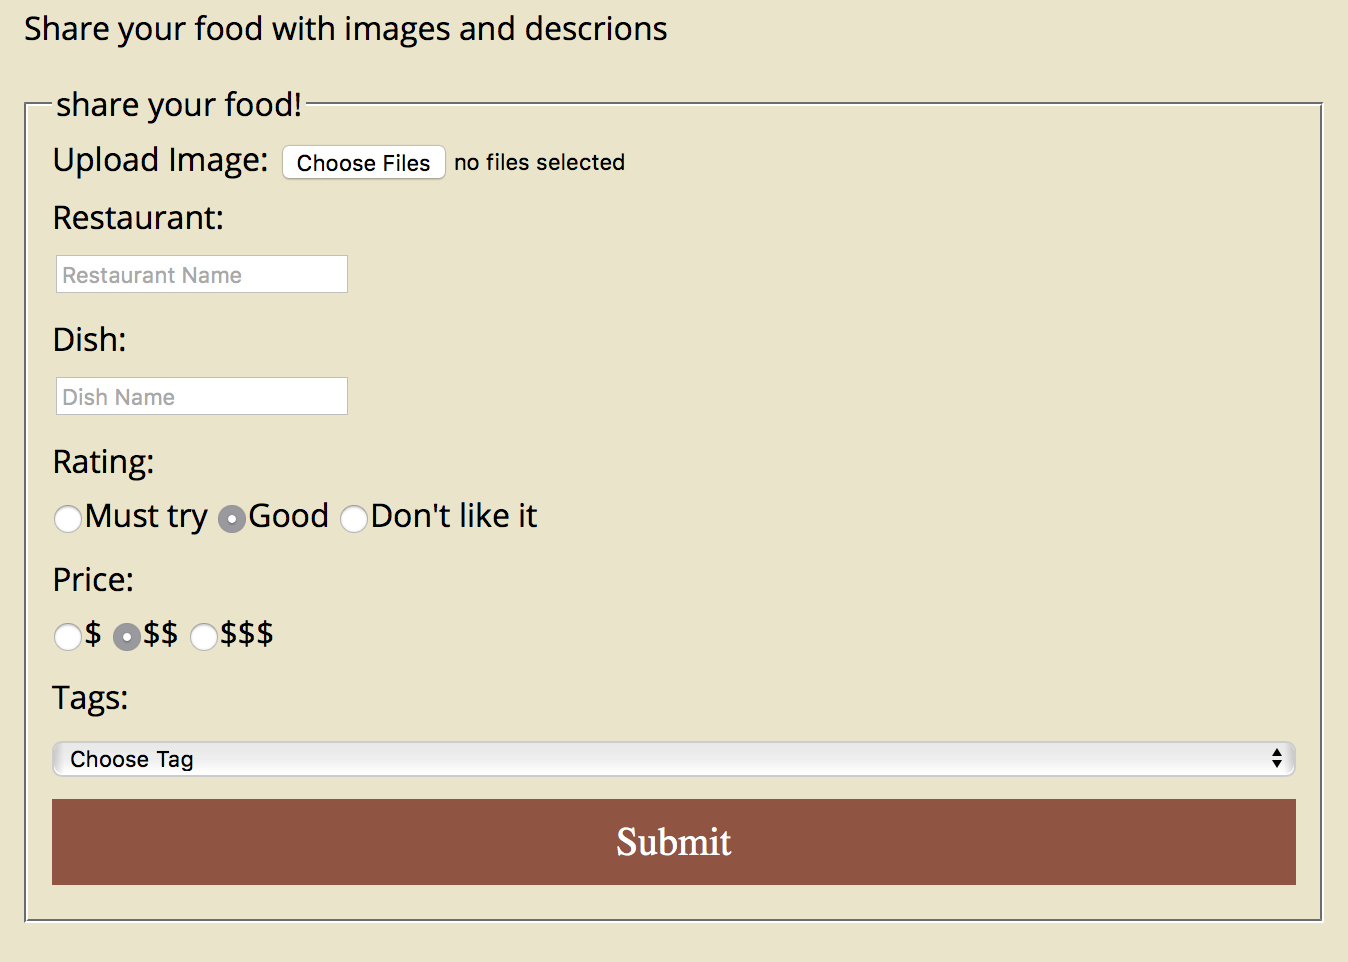 Share your food with images and descrions
share your food!
Upload Image: Choose Files no files selected
Restaurant:
Restaurant Name
Dish:
Dish Name
Rating:
Must try Good Don't like it
Price:
$ $$ $$$
Tags:
Choose Tag
Submit